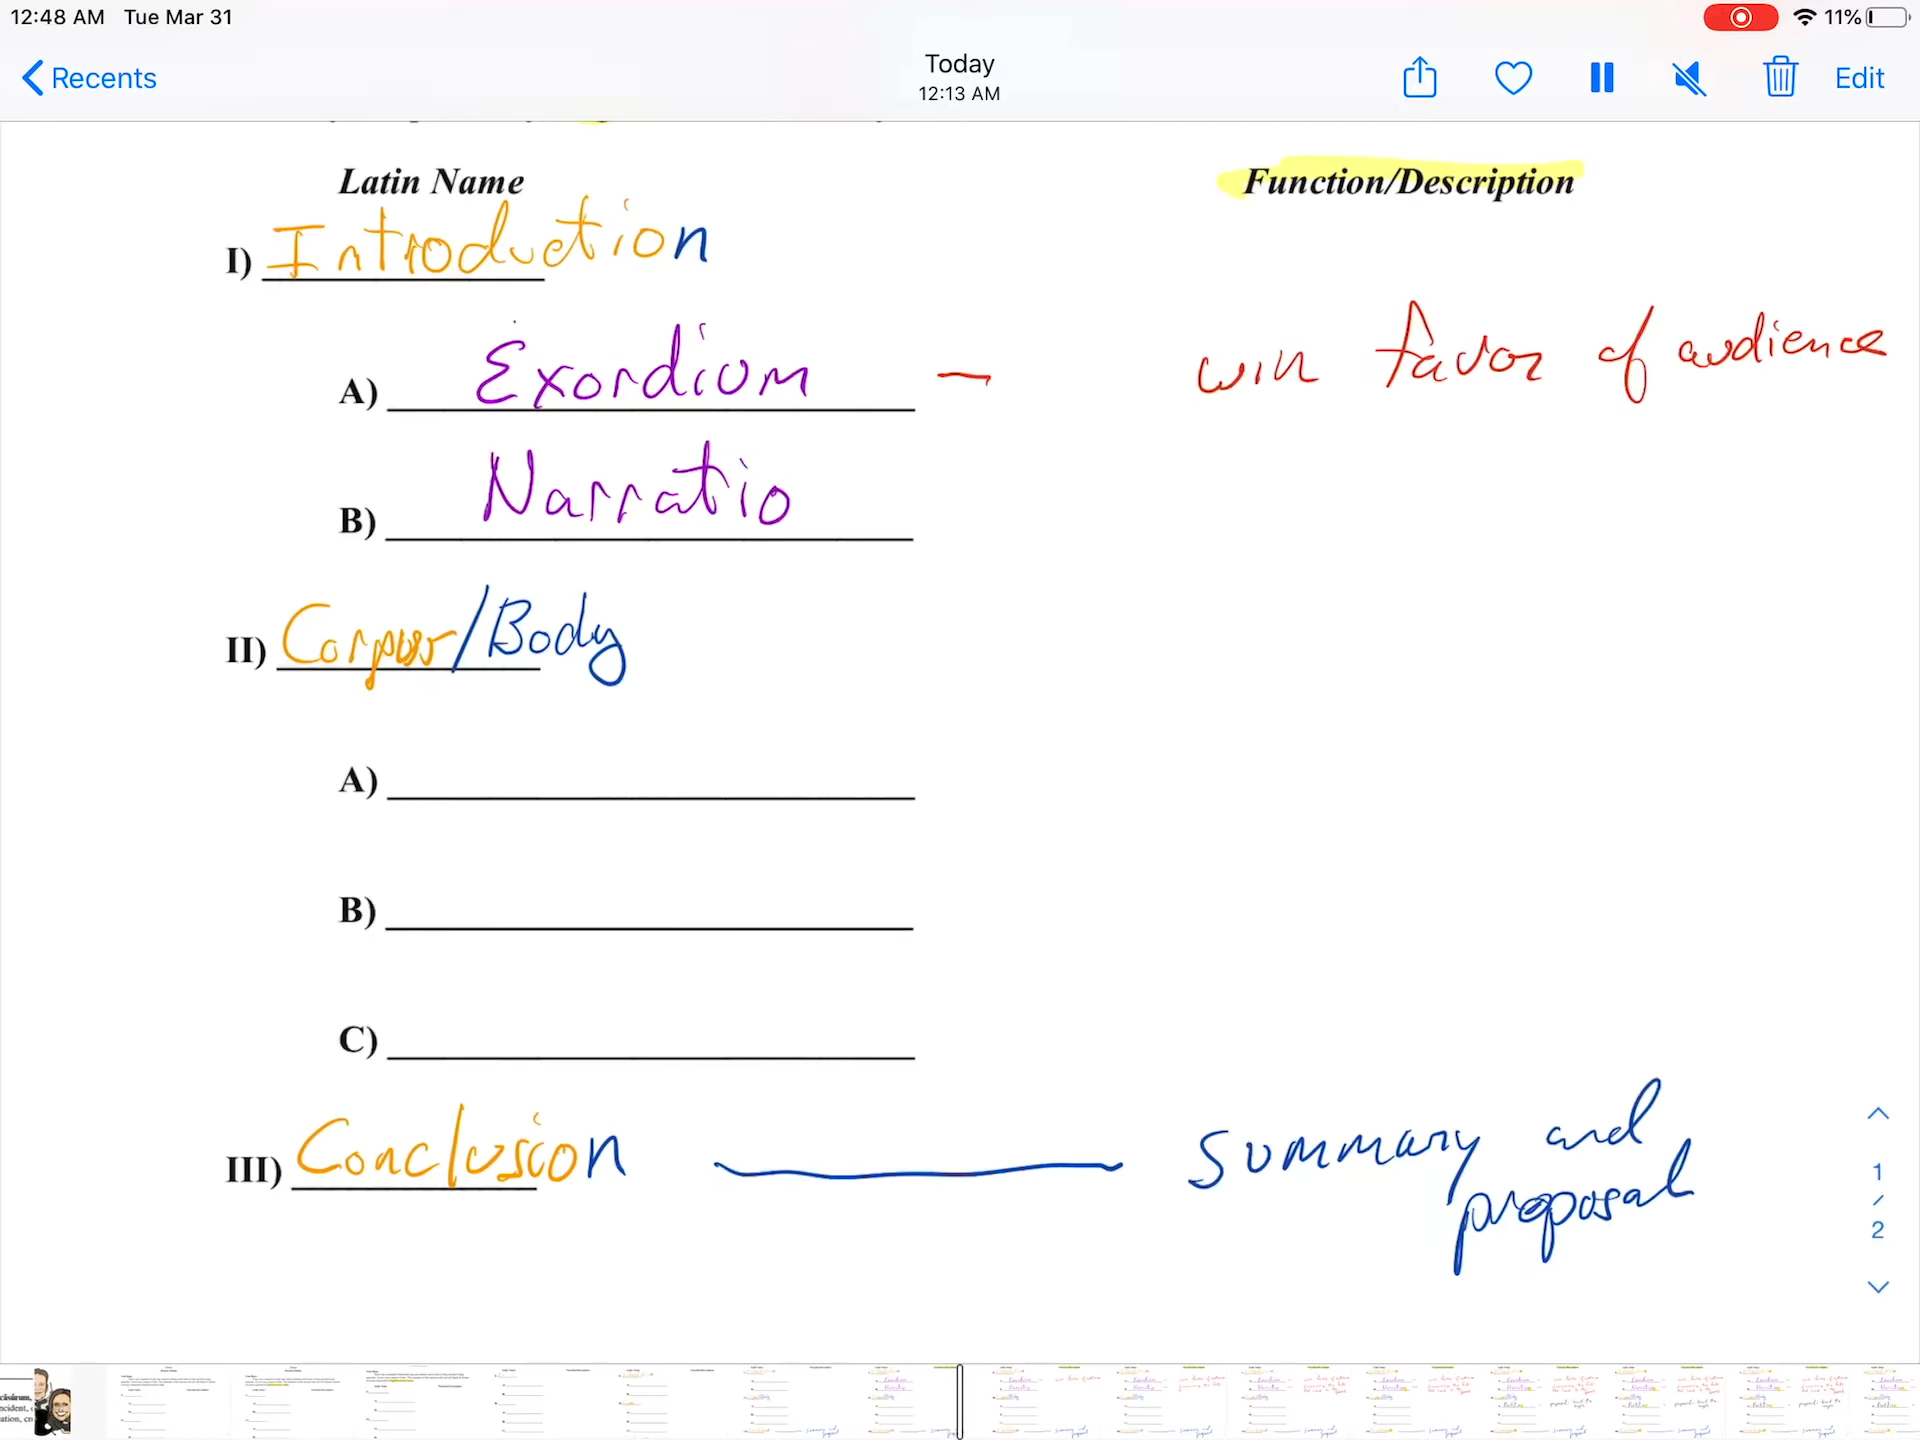 12:48 AM Tue Mar 31 11%
Recents
Today
12:13 AM
Edit
Latin Name Function/Description
I) Introduction
A) Exordium — win favor of audience
B) Narratio
II) Corpus/Body
A)
B)
C)
III) Conclusion summary and
proposal
1
/
2